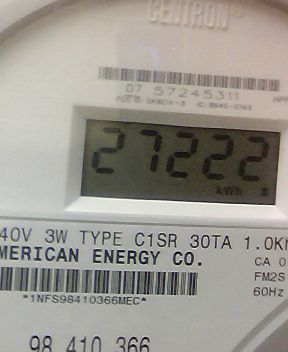 CENTRON
07 57245311
27222
kWh
40V 3W TYPE C1SR 30TA 1.0K
MERICAN ENERGY CO.
CA 0
FM2S
*1NFS98410366MEC*
60Hz
98 410 366